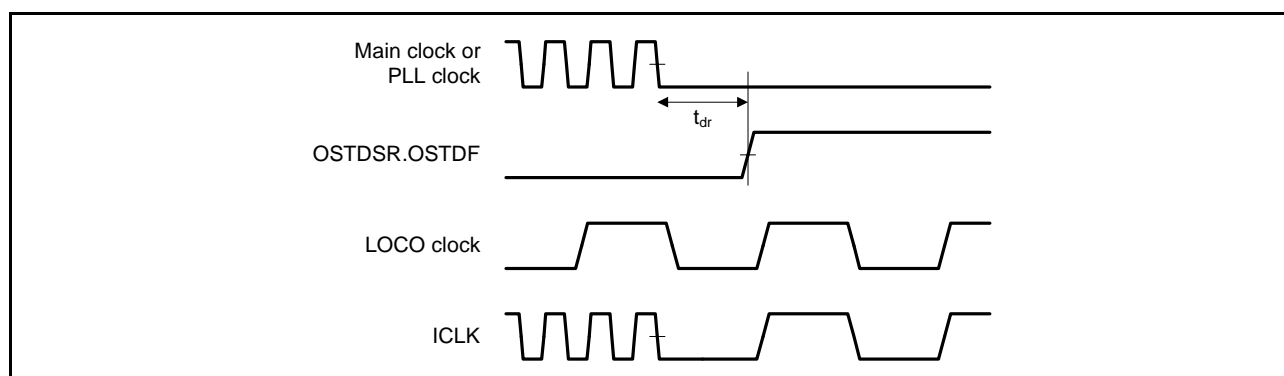 Main clock or
PLL clock
tdr
OSTDSR.OSTDF
LOCO clock
ICLK